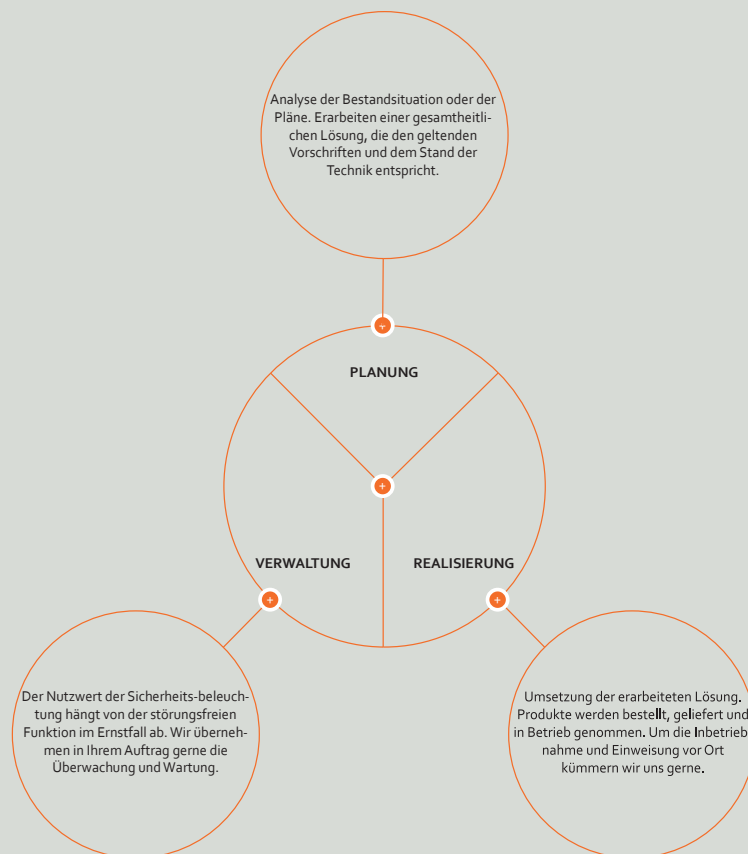 Analyse der Bestandsituation oder der
Pläne. Erarbeiten einer gesamtheitli-
chen Lösung, die den geltenden
Vorschriften und dem Stand der
Technik entspricht.
PLANUNG
VERWALTUNG
REALISIERUNG
Der Nutzwert der Sicherheits-beleuch-
tung hängt von der störungsfreien
Funktion im Ernstfall ab. Wir überneh-
men in Ihrem Auftrag gerne die
Überwachung und Wartung.
Umsetzung der erarbeiteten Lösung.
Produkte werden bestellt, geliefert und
in Betrieb genommen. Um die Inbetrieb
nahme und Einweisung vor Ort
kümmern wir uns gerne.